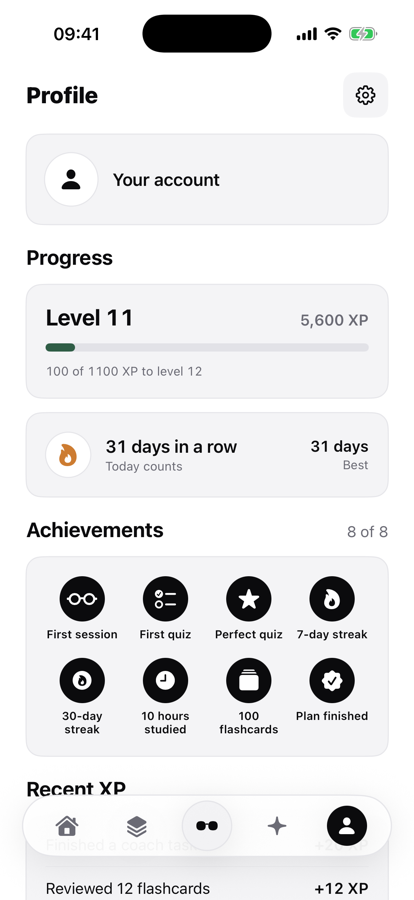 09:41
Profile
Your account
Progress
Level 11
5,600 XP
100 of 1100 XP to level 12
31 days in a row
31 days
Today counts
Best
Achievements
8 of 8
First session
First quiz
Perfect quiz
7-day streak
30-day
streak
10 hours
studied
100
flashcards
Plan finished
Recent XP
Finished a coach task
Reviewed 12 flashcards
+12 XP